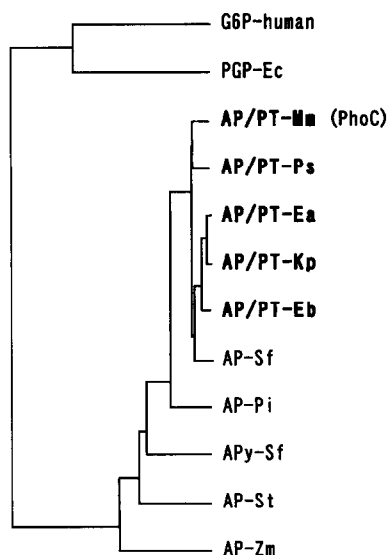 G6P-human
PGP-Ec
AP/PT-Mm (PhoC)
AP/PT-Ps
AP/PT-Ea
AP/PT-Kp
AP/PT-Eb
AP-Sf
AP-Pi
APy-Sf
AP-St
AP-Zm